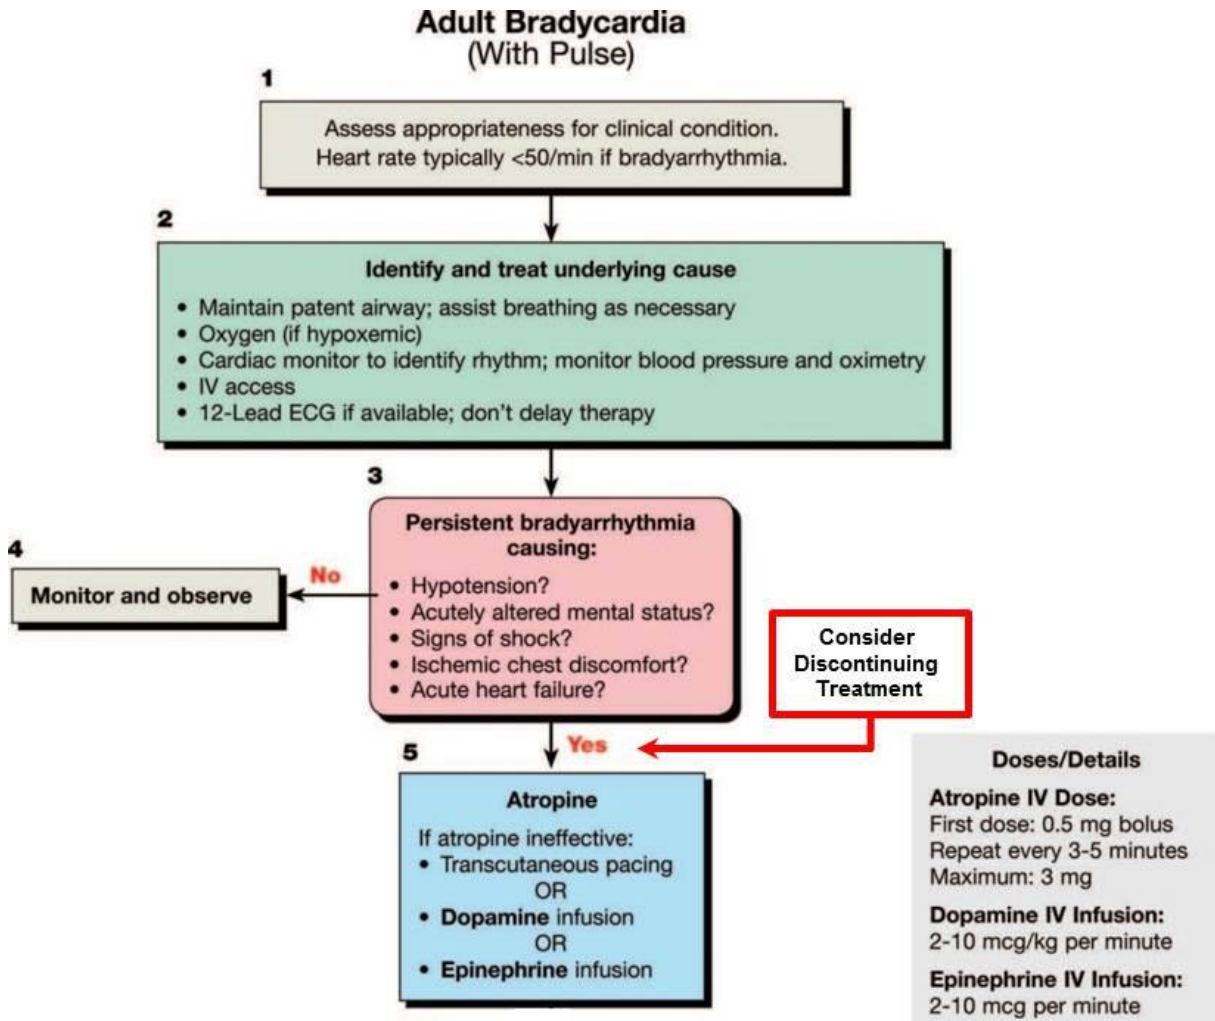 Adult Bradycardia
(With Pulse)
1
Assess appropriateness for clinical condition.
Heart rate typically <50/min if bradyarrhythmia.
2
Identify and treat underlying cause
• Maintain patent airway; assist breathing as necessary
• Oxygen (if hypoxemic)
• Cardiac monitor to identify rhythm; monitor blood pressure and oximetry
• IV access
• 12-Lead ECG if available; don't delay therapy
3
Persistent bradyarrhythmia
causing:
• Hypotension?
• Acutely altered mental status?
• Signs of shock?
• Ischemic chest discomfort?
• Acute heart failure?
4
No
Monitor and observe
Consider
Discontinuing
Treatment
Yes
5
Atropine
If atropine ineffective:
• Transcutaneous pacing
OR
• Dopamine infusion
OR
• Epinephrine infusion
Doses/Details
Atropine IV Dose:
First dose: 0.5 mg bolus
Repeat every 3-5 minutes
Maximum: 3 mg
Dopamine IV Infusion:
2-10 mcg/kg per minute
Epinephrine IV Infusion:
2-10 mcg per minute